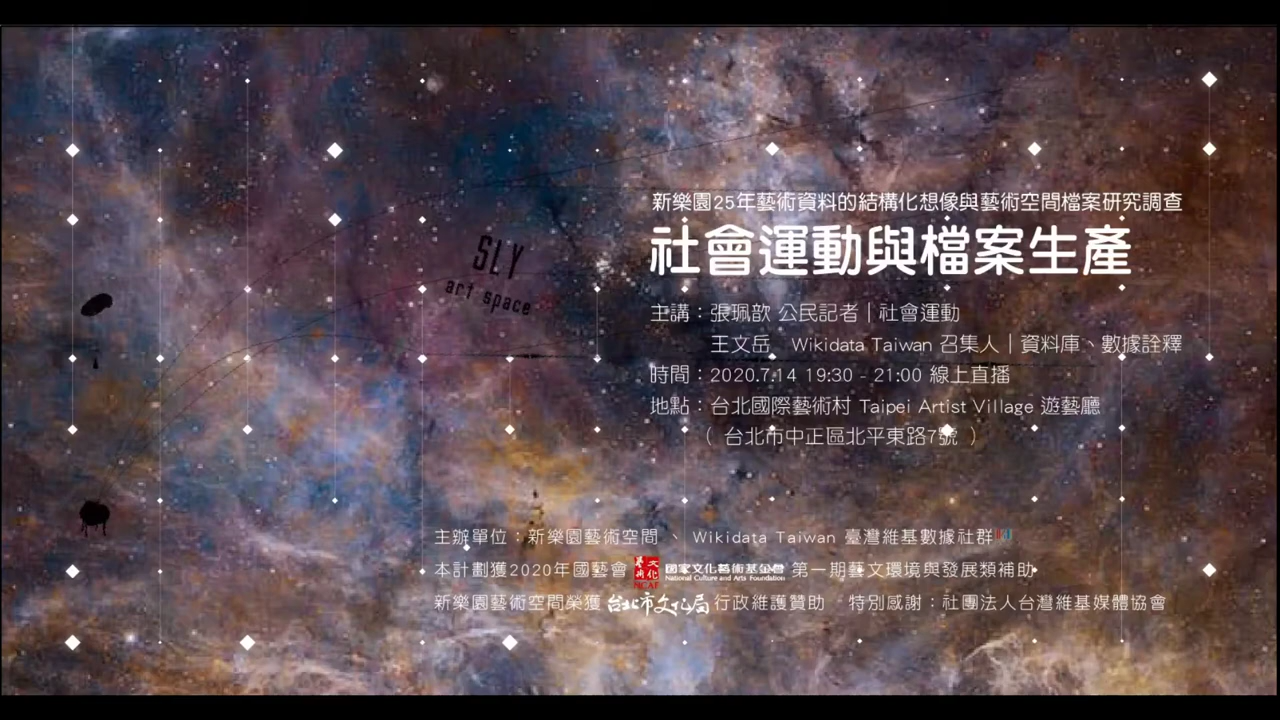 SLY
art space
新樂園25年藝術資料的結構化想像與藝術空間檔案研究調查
社會運動與檔案生產
主講：張珮歆 公民記者｜社會運動
王文岳 Wikidata Taiwan 召集人｜資料庫、數據詮釋
時間：2020.7.14 19:30 - 21:00 線上直播
地點：台北國際藝術村 Taipei Artist Village 遊藝廳
（ 台北市中正區北平東路7號 ）
主辦單位：新樂園藝術空間 、 Wikidata Taiwan 臺灣維基數據社群
本計劃獲2020年國藝會 國家文化藝術基金會 National Culture and Arts Foundation 第一期藝文環境與發展類補助
新樂園藝術空間榮獲 台北市文化局 行政維護贊助 特別感謝：社團法人台灣維基媒體協會